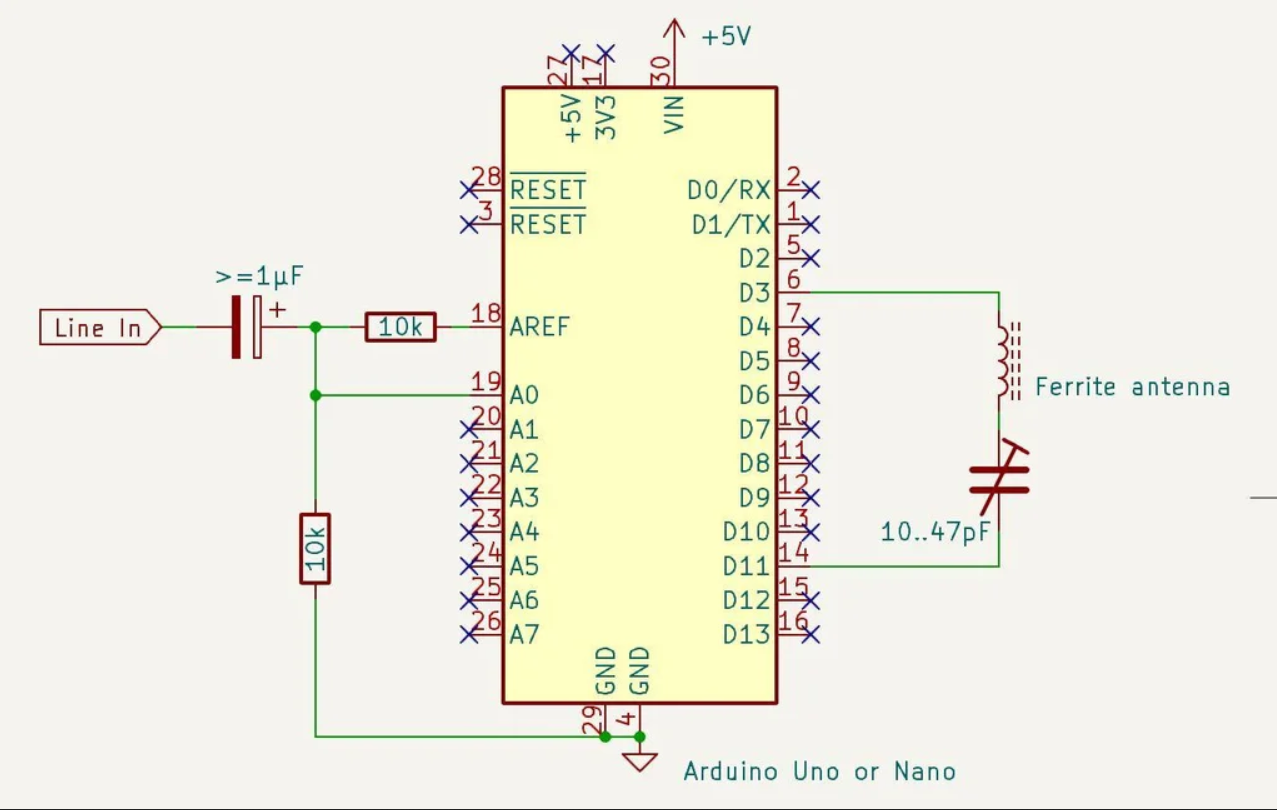 +5V
27
17
30
+5V
3V3
VIN
28
RESET
D0/RX
2
3
RESET
D1/TX
1
D2
5
>=1µF
D3
6
+
Line In
10k
18
AREF
D4
7
D5
8
19
A0
D6
9
Ferrite antenna
20
A1
D7
10
21
A2
D8
11
22
A3
D9
12
23
A4
D10
13
10..47pF
10k
24
A5
D11
14
25
A6
D12
15
26
A7
D13
16
GND
GND
29
4
Arduino Uno or Nano